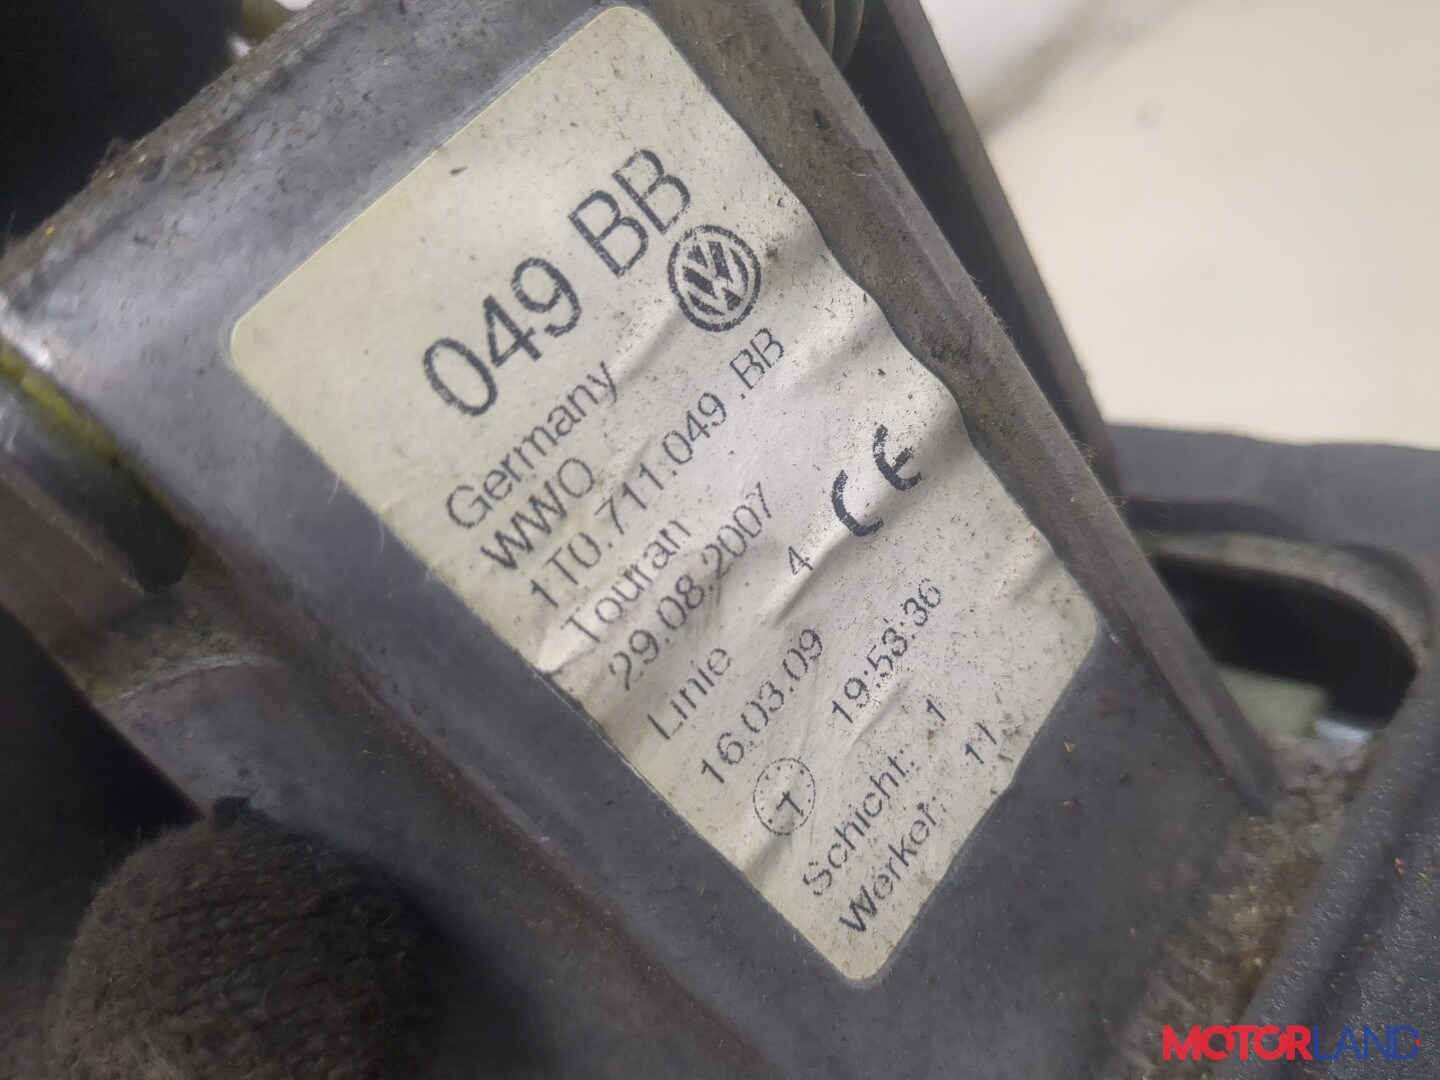 049 BB
Germany
WWO
1T0.711.049 .BB
Touran
29.08.2007
Linie 4
CE
16.03.09 19:53:36
Schicht: 1
Werker: 11
MOTORLAND